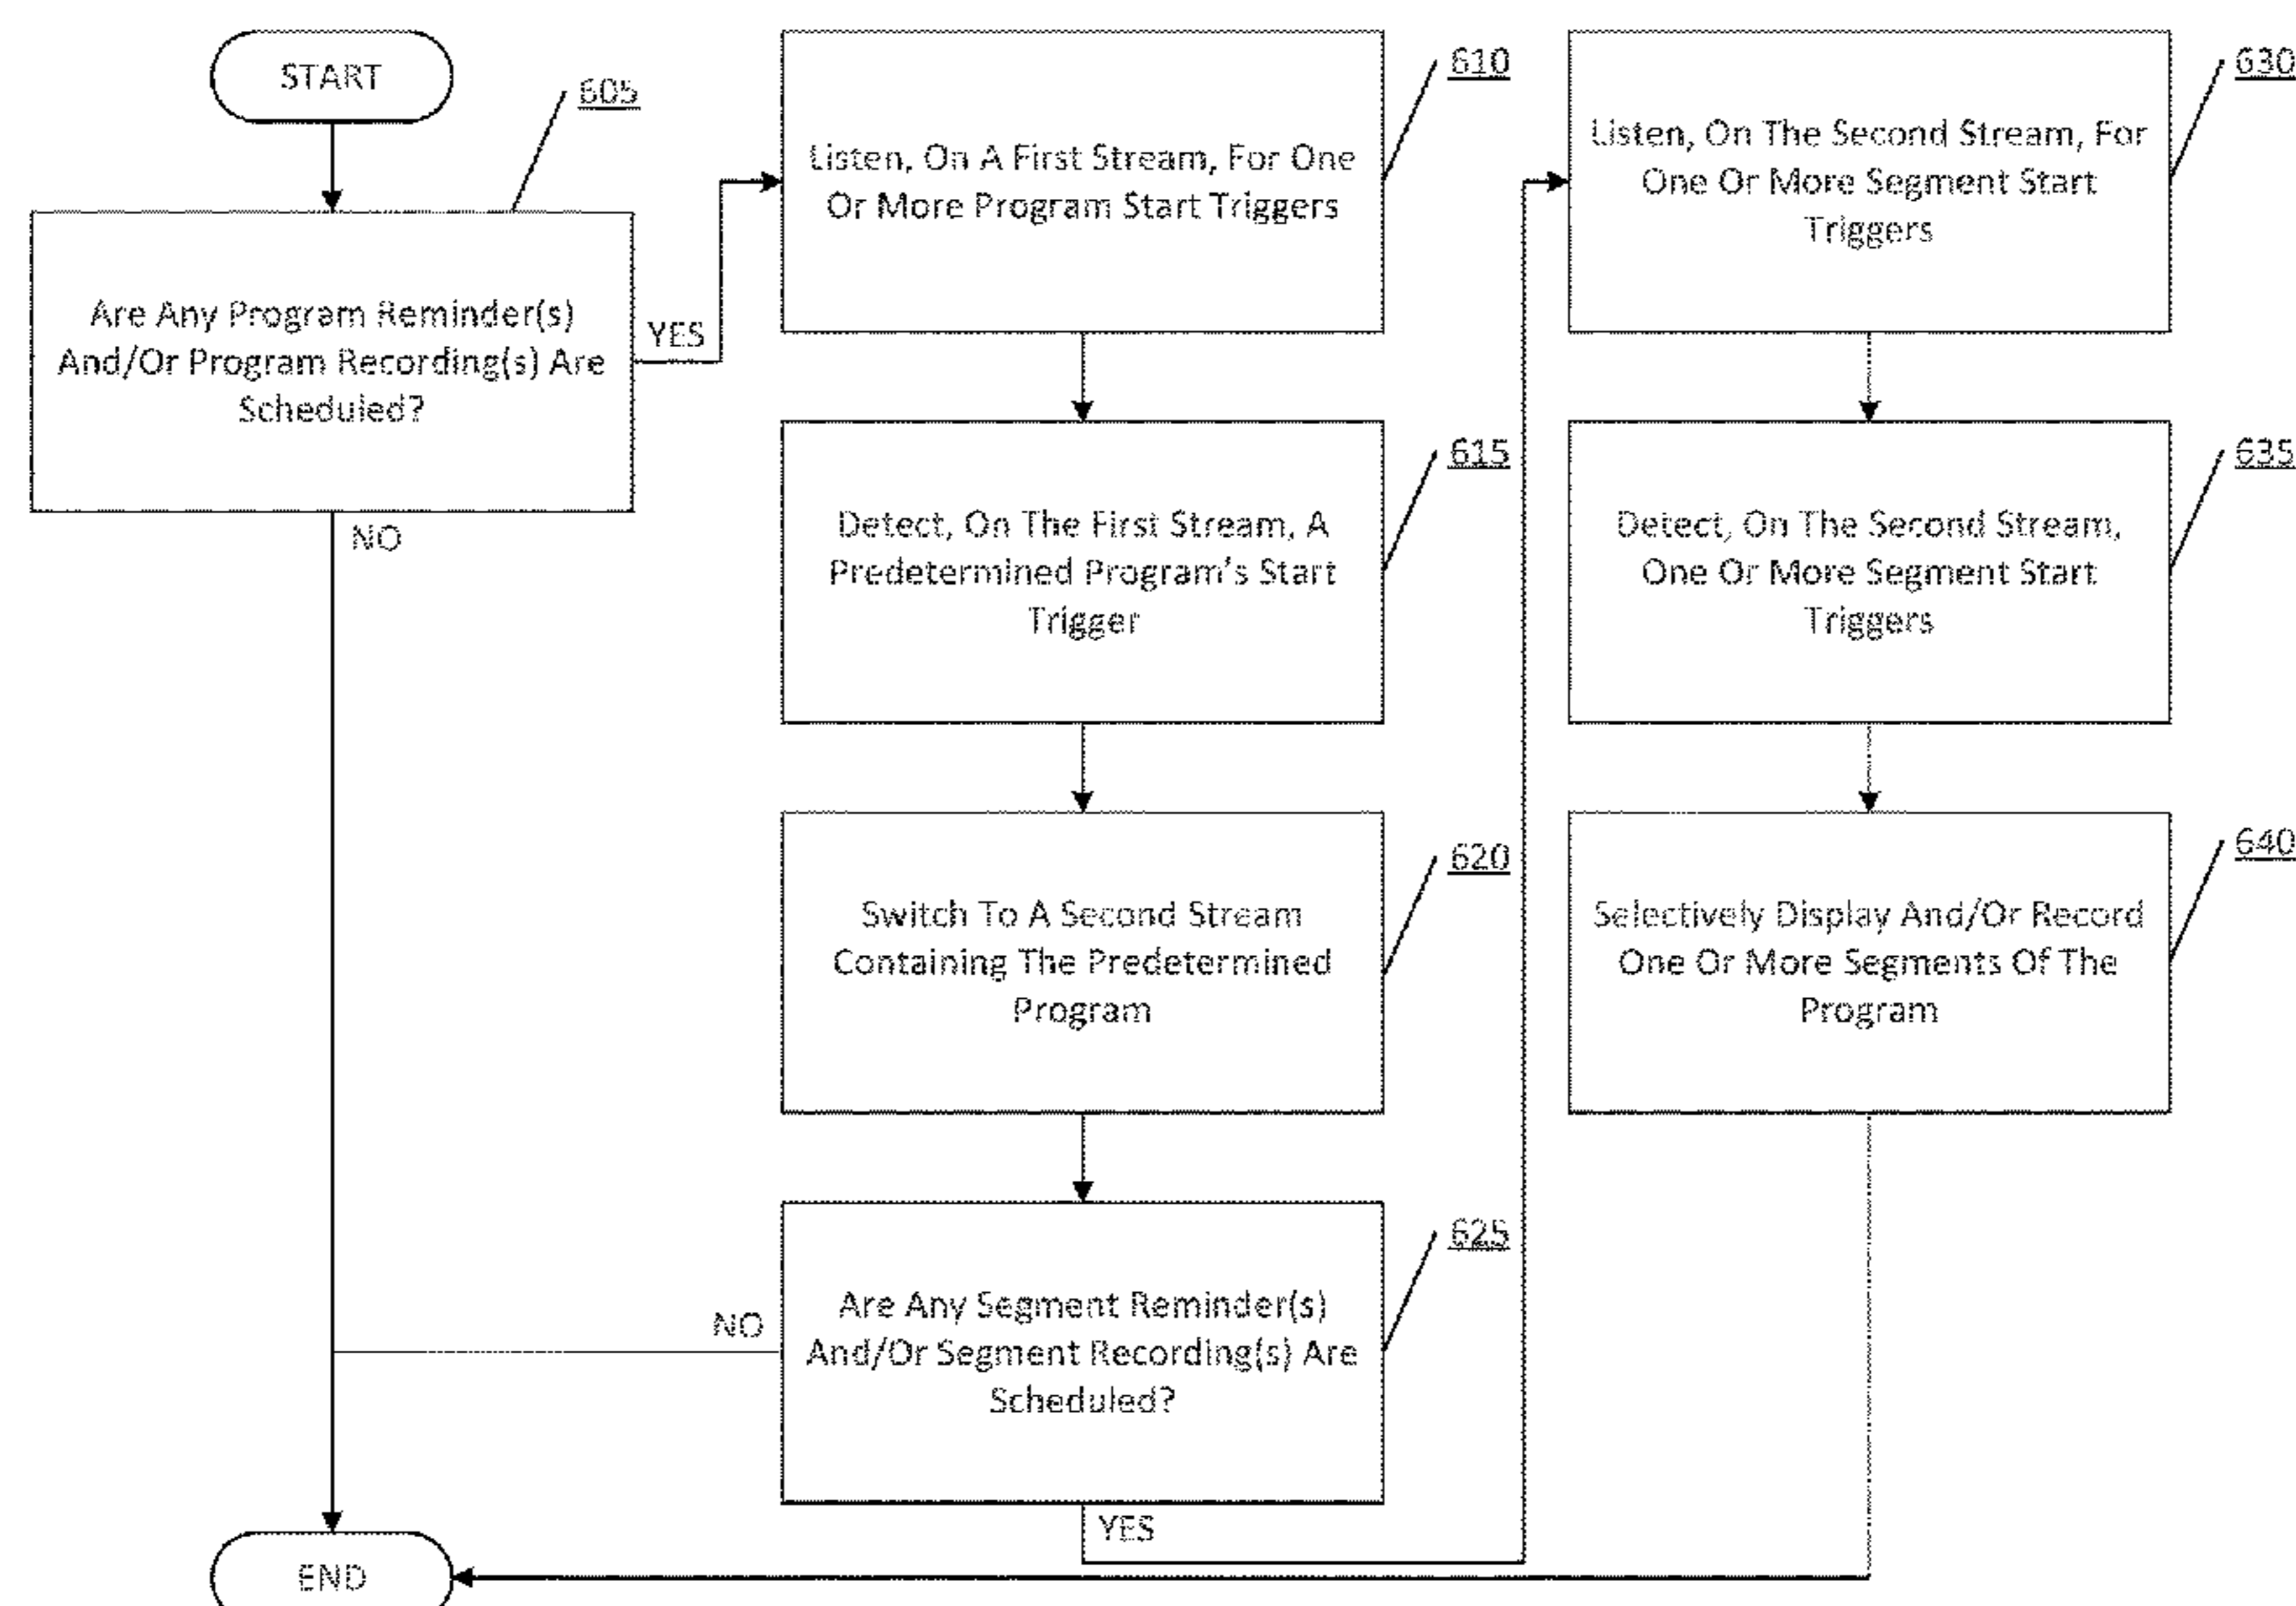 START
605
Are Any Program Reminder(s)
And/Or Program Recording(s) Are
Scheduled?
YES
NO
610
Listen, On A First Stream, For One
Or More Program Start Triggers
615
Detect, On The First Stream, A
Predetermined Program's Start
Trigger
620
Switch To A Second Stream
Containing The Predetermined
Program
625
Are Any Segment Reminder(s)
And/Or Segment Recording(s) Are
Scheduled?
NO
YES
630
Listen, On The Second Stream, For
One Or More Segment Start
Triggers
635
Detect, On The Second Stream,
One Or More Segment Start
Triggers
640
Selectively Display And/Or Record
One Or More Segments Of The
Program
END